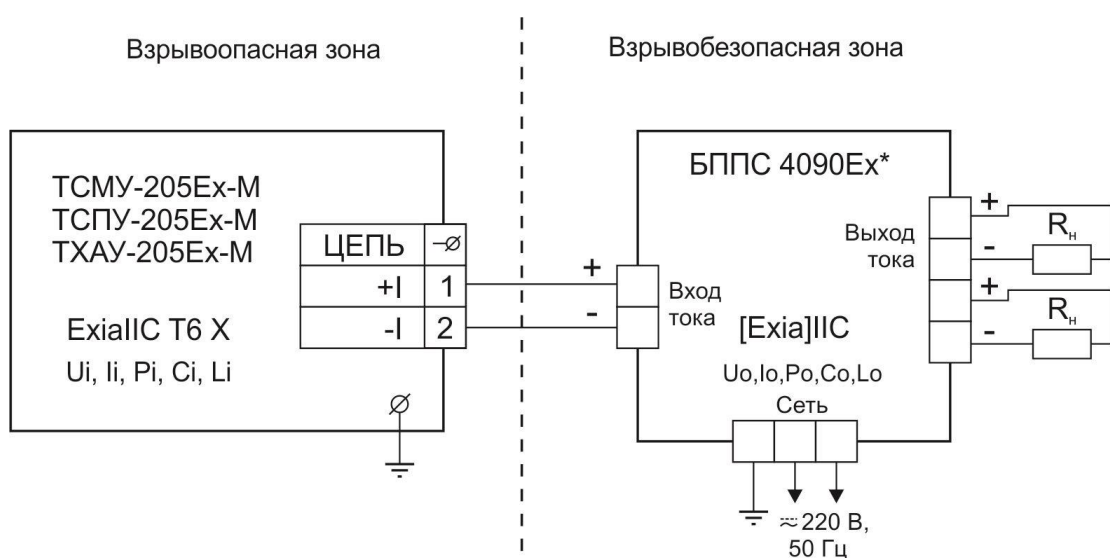 Взрывоопасная зона
Взрывобезопасная зона
ТСМУ-205Ex-М
ТСПУ-205Ex-М
ТХАУ-205Ex-М
ExiaIIC T6 X
Ui, Ii, Pi, Ci, Li
ЦЕПЬ
+I 1
-I 2
+
-
БППС 4090Ex*
Вход
тока
[Exia]IIC
Uo,Io,Po,Co,Lo
Сеть
Выход
тока
+
Rн
-
+
Rн
-
≂ 220 В,
50 Гц